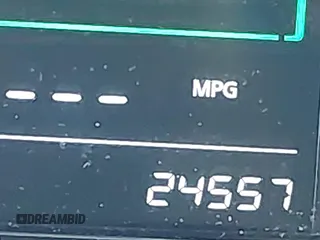 --- MPG
24557
DREAMBID